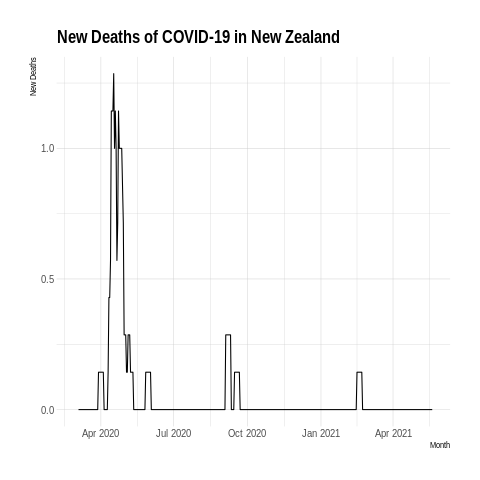 New Deaths of COVID-19 in New Zealand
New Deaths
1.0
0.5
0.0
Apr 2020 Jul 2020 Oct 2020 Jan 2021 Apr 2021
Month